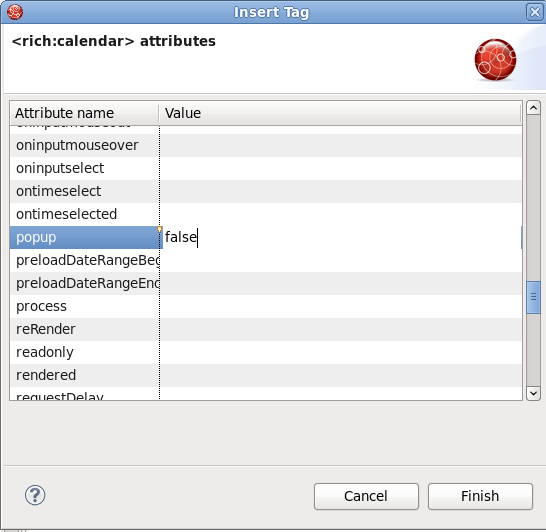 Insert Tag
<rich:calendar> attributes
Attribute name Value
oninputmouseout
oninputmouseover
oninputselect
ontimeselect
ontimeselected
popup false
preloadDateRangeBeg
preloadDateRangeEnd
process
reRender
readonly
rendered
requestDelay
?
Cancel Finish